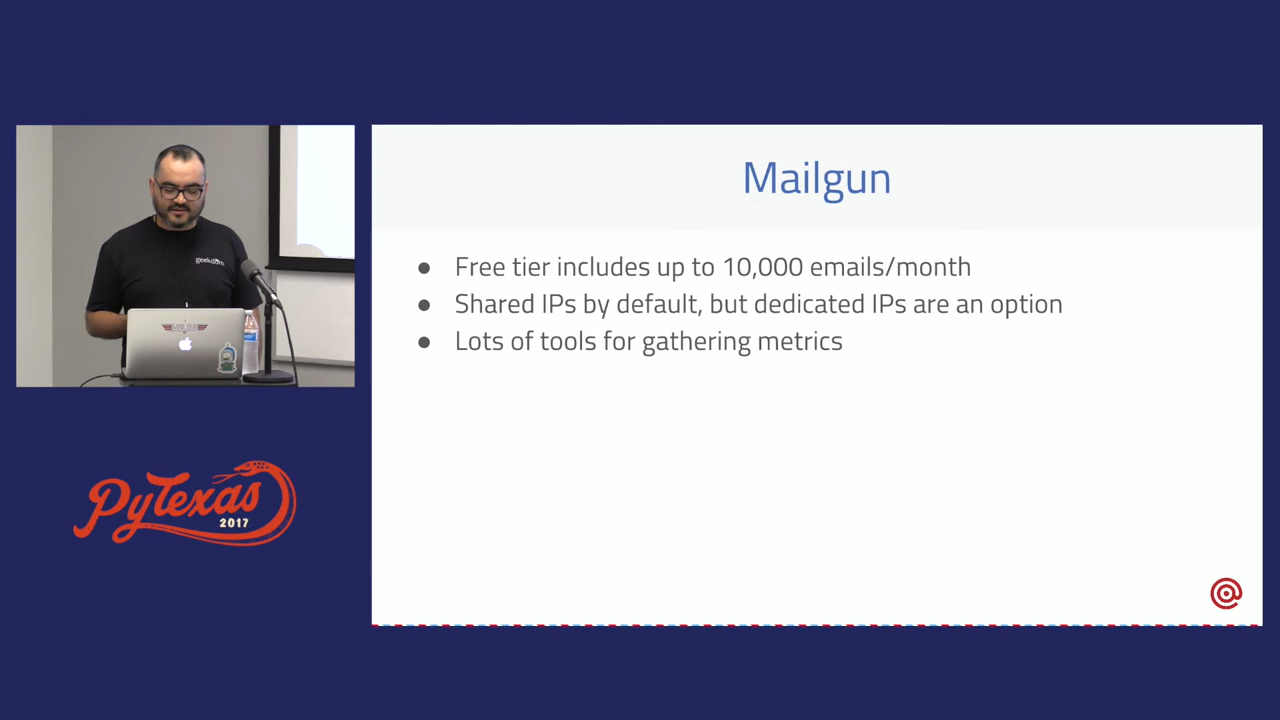 Mailgun
● Free tier includes up to 10,000 emails/month
● Shared IPs by default, but dedicated IPs are an option
● Lots of tools for gathering metrics
geekdom
PyTexas
2017